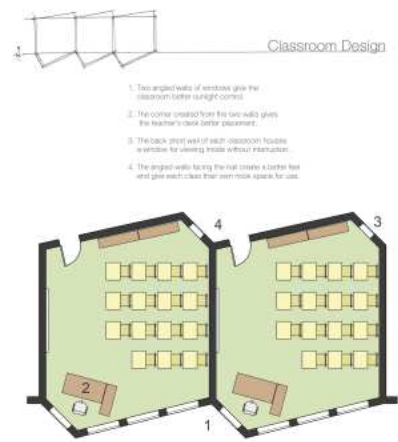 Classroom Design
1. Two angled walls of windows give the
classroom better sunlight control.
2. The corner created from the two walls gives
the teacher's desk better placement.
3. The back short wall of each classroom houses
a window for viewing inside without interruption.
4. The angled walls facing the hall create a better feel
and give each class their own nook space for use.
4
3
2
1